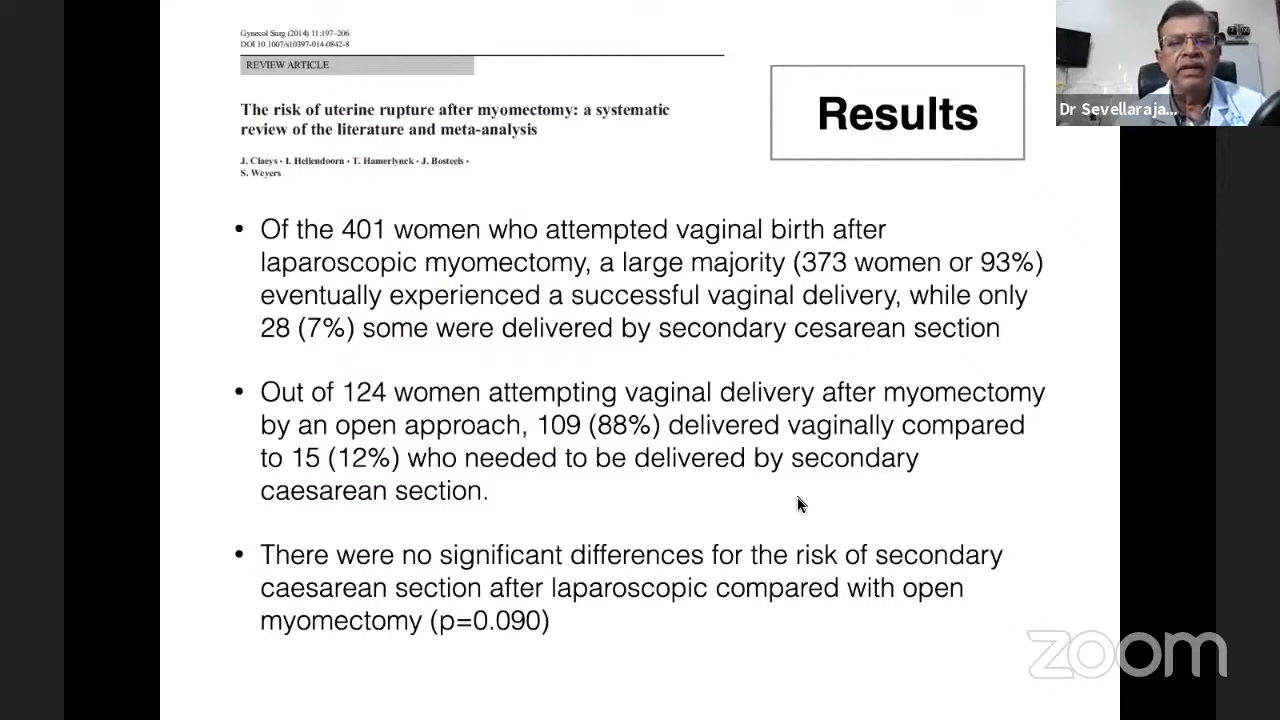 Gynecol Surg (2014) 11:197–206
DOI 10.1007/s10397-014-0842-8
REVIEW ARTICLE
The risk of uterine rupture after myomectomy: a systematic
review of the literature and meta-analysis
J. Claeys • I. Hellendoorn • T. Hamerlynck • J. Bosteels •
S. Weyers
Results
Dr Sevellaraja...
• Of the 401 women who attempted vaginal birth after
laparoscopic myomectomy, a large majority (373 women or 93%)
eventually experienced a successful vaginal delivery, while only
28 (7%) some were delivered by secondary cesarean section
• Out of 124 women attempting vaginal delivery after myomectomy
by an open approach, 109 (88%) delivered vaginally compared
to 15 (12%) who needed to be delivered by secondary
caesarean section.
• There were no significant differences for the risk of secondary
caesarean section after laparoscopic compared with open
myomectomy (p=0.090)
zoom